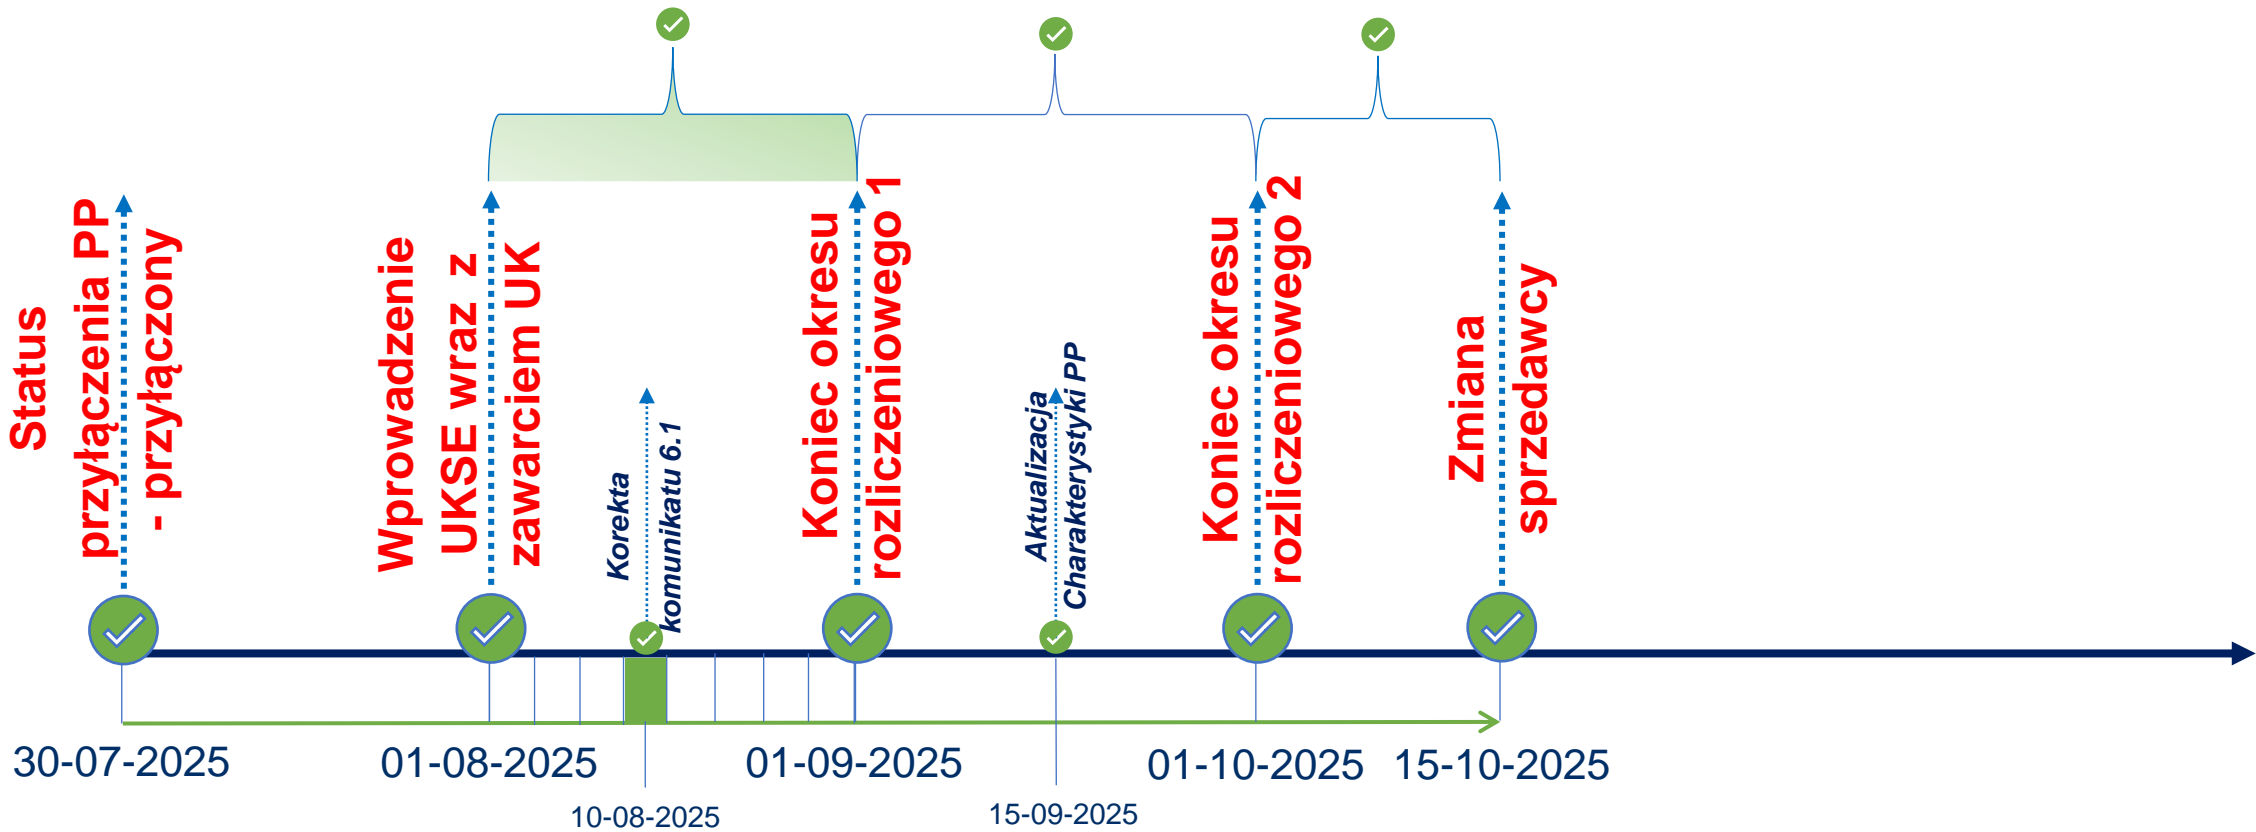 Status
przyłączenia PP
- przyłączony
Wprowadzenie
UKSE wraz z
zawarciem UK
Korekta
komunikatu 6.1
Koniec okresu
rozliczeniowego 1
Aktualizacja
Charakterystyki PP
Koniec okresu
rozliczeniowego 2
Zmiana
sprzedawcy
30-07-2025
01-08-2025
01-09-2025
01-10-2025
15-10-2025
10-08-2025
15-09-2025